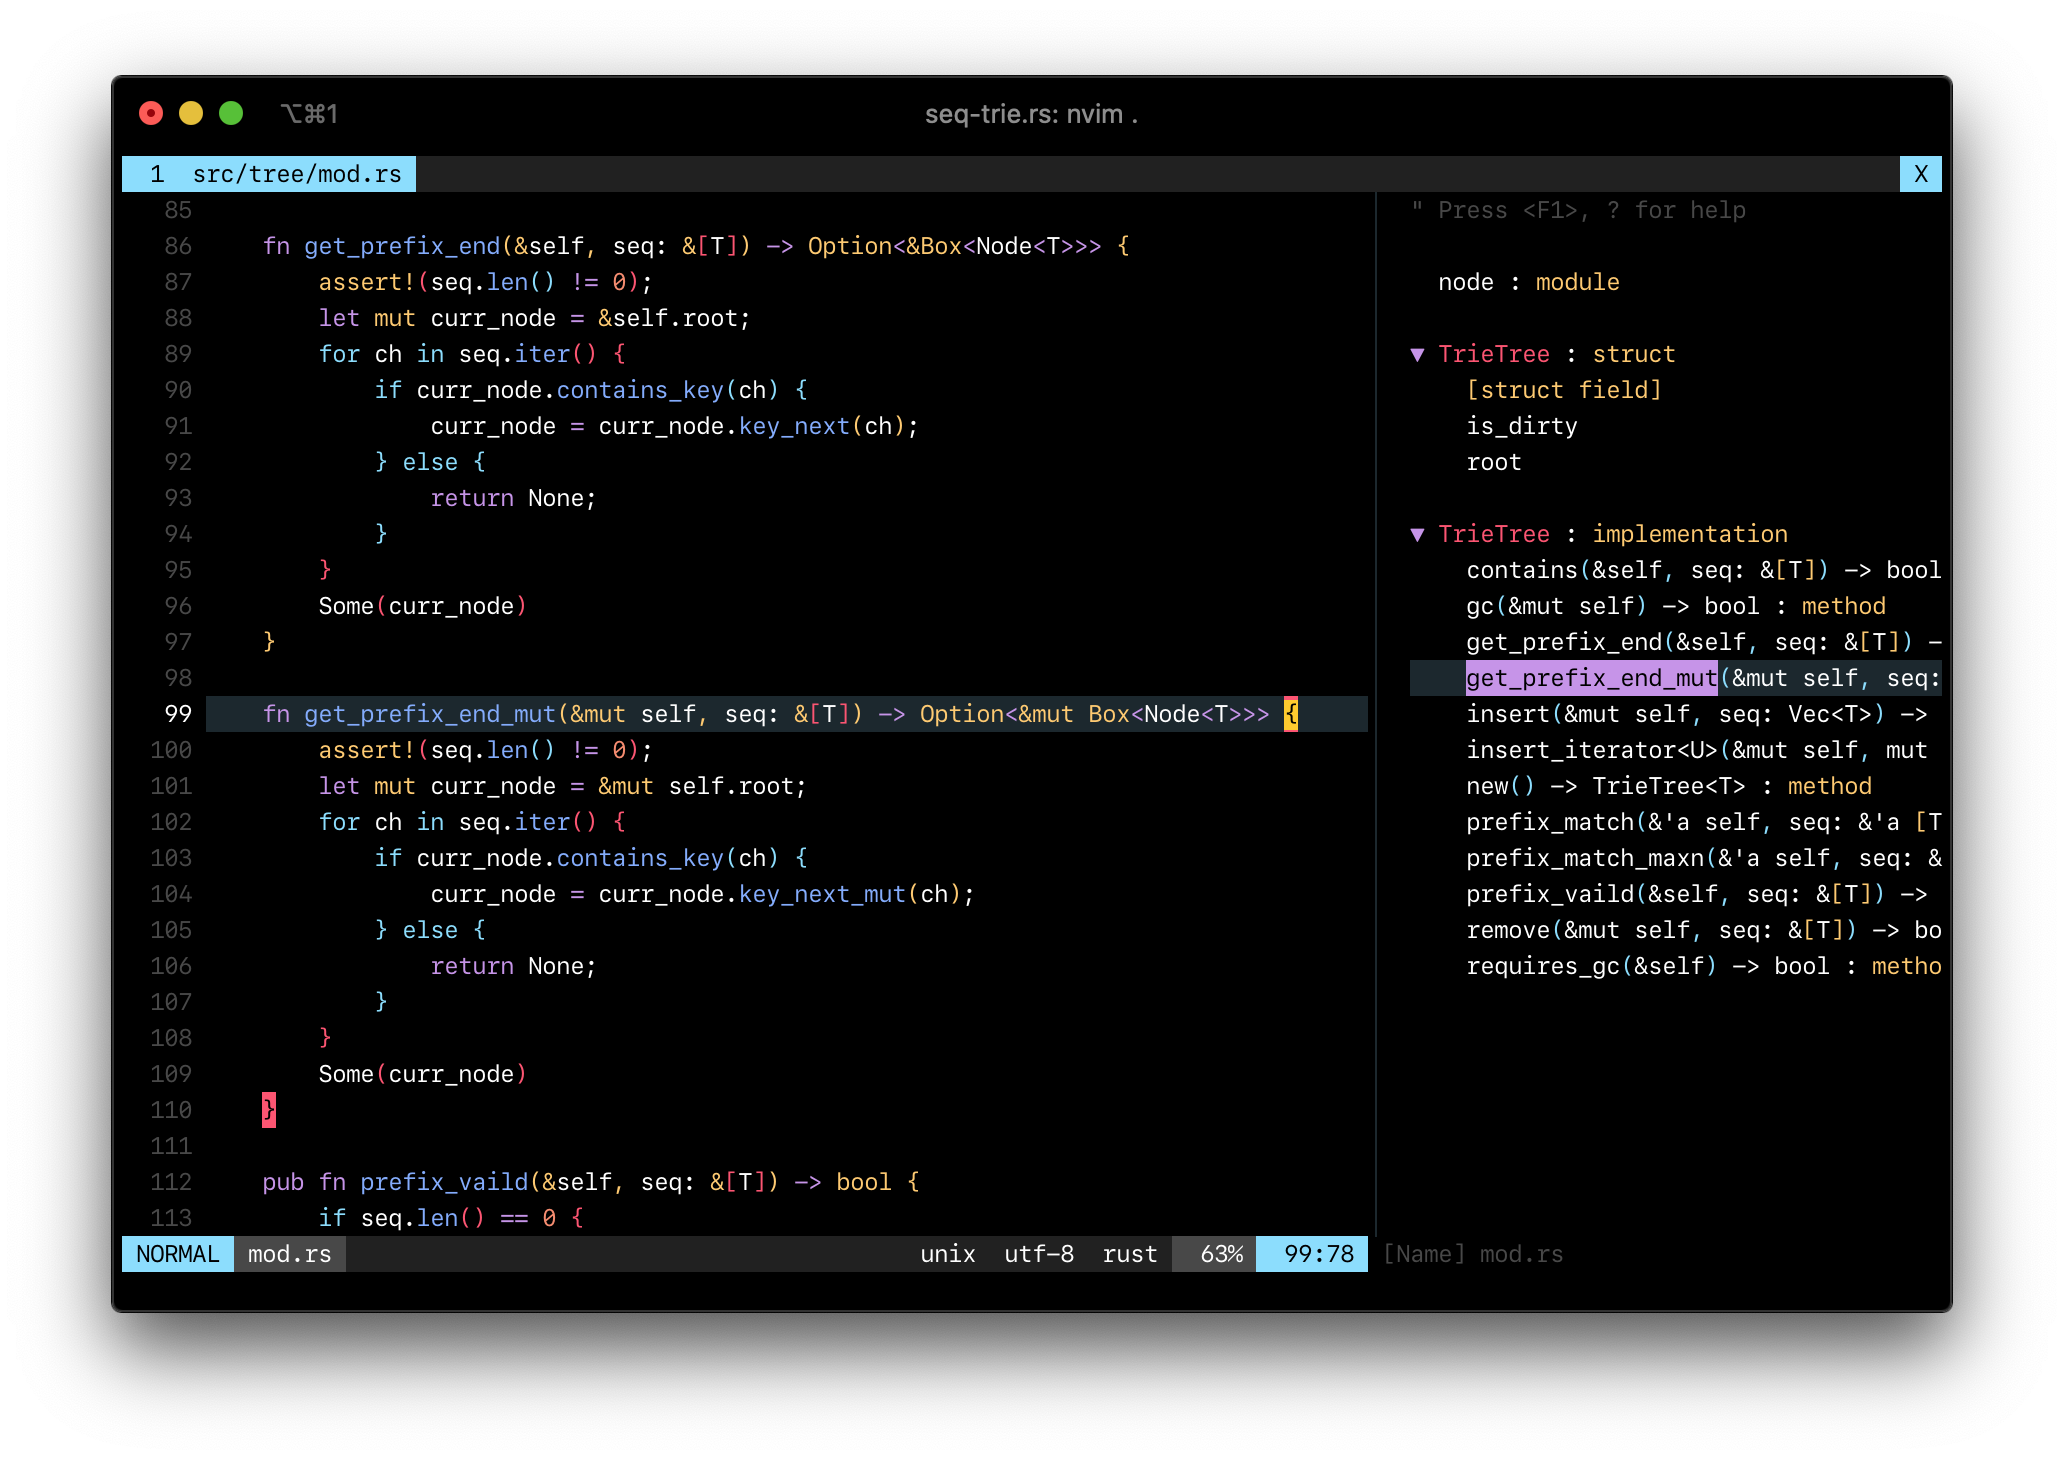 ⌥⌘1 seq-trie.rs: nvim .
1 src/tree/mod.rs X
85
86     fn get_prefix_end(&self, seq: &[T]) -> Option<&Box<Node<T>>> {
87         assert!(seq.len() != 0);
88         let mut curr_node = &self.root;
89         for ch in seq.iter() {
90             if curr_node.contains_key(ch) {
91                 curr_node = curr_node.key_next(ch);
92             } else {
93                 return None;
94             }
95         }
96         Some(curr_node)
97     }
98
99     fn get_prefix_end_mut(&mut self, seq: &[T]) -> Option<&mut Box<Node<T>>> {
100         assert!(seq.len() != 0);
101         let mut curr_node = &mut self.root;
102         for ch in seq.iter() {
103             if curr_node.contains_key(ch) {
104                 curr_node = curr_node.key_next_mut(ch);
105             } else {
106                 return None;
107             }
108         }
109         Some(curr_node)
110     }
111
112     pub fn prefix_vaild(&self, seq: &[T]) -> bool {
113         if seq.len() == 0 {
NORMAL mod.rs unix utf-8 rust 63% 99:78
" Press <F1>, ? for help
node : module
▼ TrieTree : struct
[struct field]
is_dirty
root
▼ TrieTree : implementation
contains(&self, seq: &[T]) -> bool
gc(&mut self) -> bool : method
get_prefix_end(&self, seq: &[T]) -
get_prefix_end_mut(&mut self, seq:
insert(&mut self, seq: Vec<T>) ->
insert_iterator<U>(&mut self, mut
new() -> TrieTree<T> : method
prefix_match(&'a self, seq: &'a [T
prefix_match_maxn(&'a self, seq: &
prefix_vaild(&self, seq: &[T]) ->
remove(&mut self, seq: &[T]) -> bo
requires_gc(&self) -> bool : metho
[Name] mod.rs